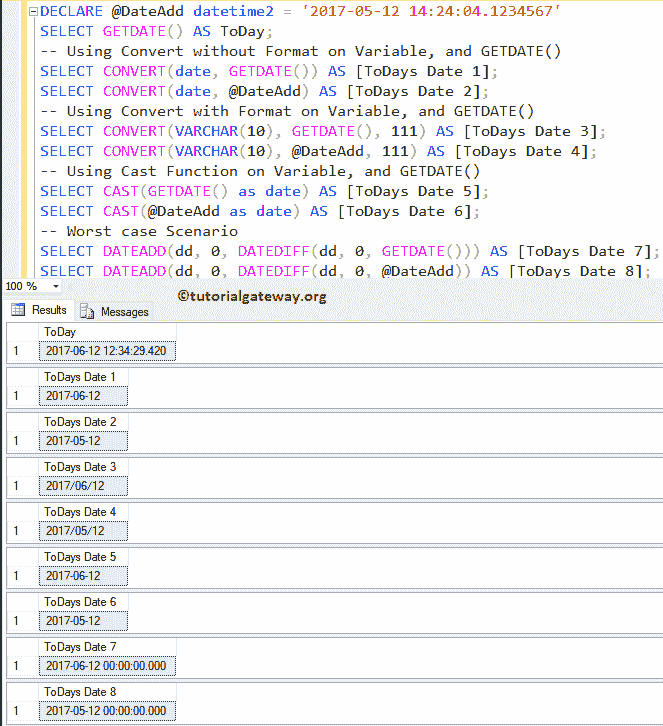 DECLARE @DateAdd datetime2 = '2017-05-12 14:24:04.1234567'
SELECT GETDATE() AS ToDay;
-- Using Convert without Format on Variable, and GETDATE()
SELECT CONVERT(date, GETDATE()) AS [ToDays Date 1];
SELECT CONVERT(date, @DateAdd) AS [ToDays Date 2];
-- Using Convert with Format on Variable, and GETDATE()
SELECT CONVERT(VARCHAR(10), GETDATE(), 111) AS [ToDays Date 3];
SELECT CONVERT(VARCHAR(10), @DateAdd, 111) AS [ToDays Date 4];
-- Using Cast Function on Variable, and GETDATE()
SELECT CAST(GETDATE() as date) AS [ToDays Date 5];
SELECT CAST(@DateAdd as date) AS [ToDays Date 6];
-- Worst case Scenario
SELECT DATEADD(dd, 0, DATEDIFF(dd, 0, GETDATE())) AS [ToDays Date 7];
SELECT DATEADD(dd, 0, DATEDIFF(dd, 0, @DateAdd)) AS [ToDays Date 8];
100 %
©tutorialgateway.org
Results Messages
ToDay
1 2017-06-12 12:34:29.420
ToDays Date 1
1 2017-06-12
ToDays Date 2
1 2017-05-12
ToDays Date 3
1 2017/06/12
ToDays Date 4
1 2017/05/12
ToDays Date 5
1 2017-06-12
ToDays Date 6
1 2017-05-12
ToDays Date 7
1 2017-06-12 00:00:00.000
ToDays Date 8
1 2017-05-12 00:00:00.000